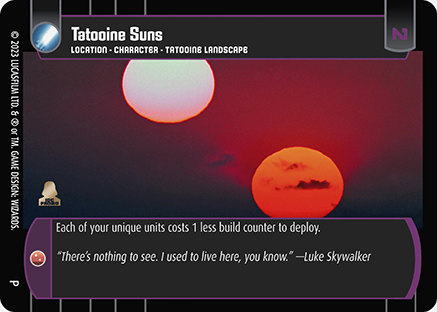 Tatooine Suns
LOCATION - CHARACTER - TATOOINE LANDSCAPE
© 2023 LUCASFILM LTD. & ® or TM. GAME DESIGN: WIZARDS.
Each of your unique units costs 1 less build counter to deploy.
“There’s nothing to see. I used to live here, you know.” —Luke Skywalker
P